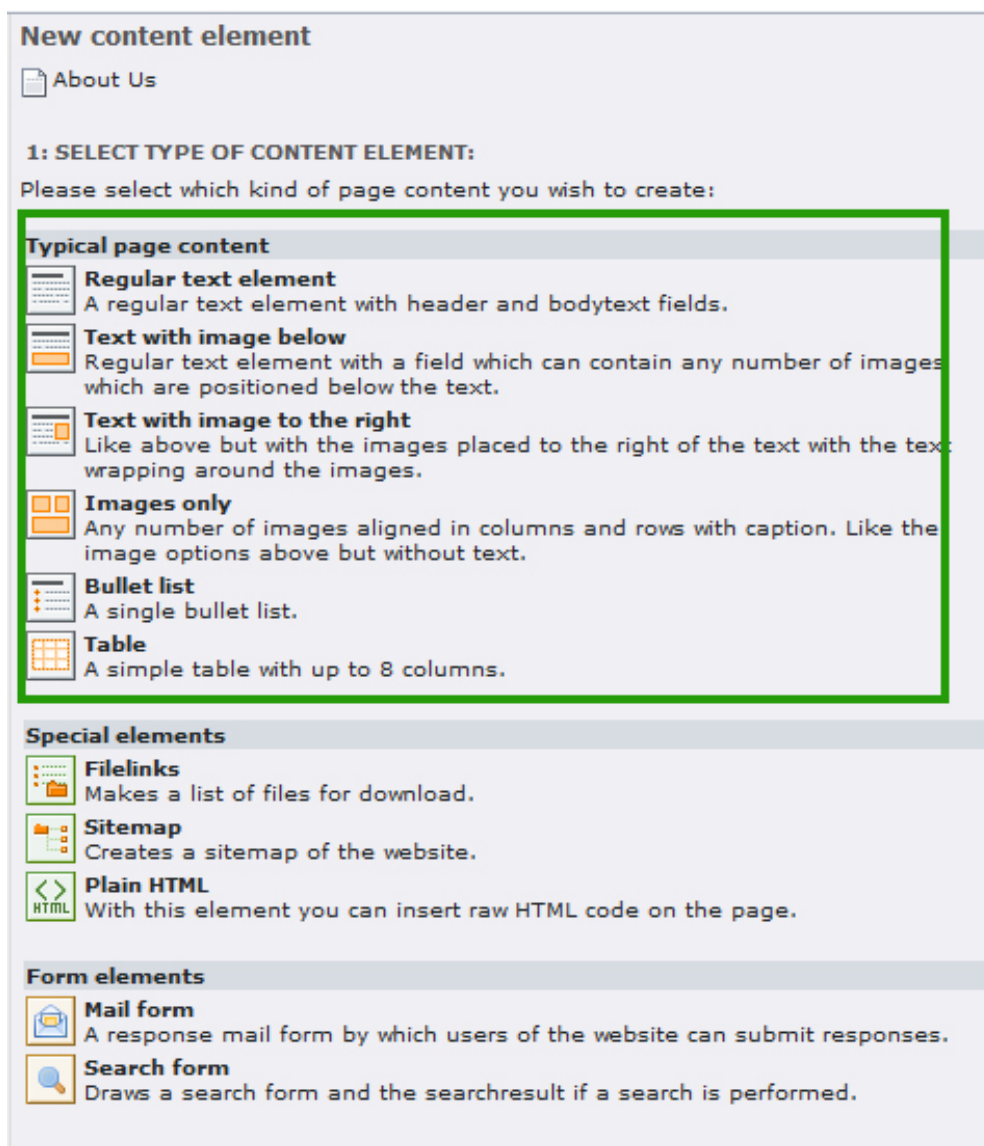 New content element
About Us
1: SELECT TYPE OF CONTENT ELEMENT:
Please select which kind of page content you wish to create:
Typical page content
Regular text element
A regular text element with header and bodytext fields.
Text with image below
Regular text element with a field which can contain any number of images
which are positioned below the text.
Text with image to the right
Like above but with the images placed to the right of the text with the text
wrapping around the images.
Images only
Any number of images aligned in columns and rows with caption. Like the
image options above but without text.
Bullet list
A single bullet list.
Table
A simple table with up to 8 columns.
Special elements
Filelinks
Makes a list of files for download.
Sitemap
Creates a sitemap of the website.
HTML
Plain HTML
With this element you can insert raw HTML code on the page.
Form elements
Mail form
A response mail form by which users of the website can submit responses.
Search form
Draws a search form and the searchresult if a search is performed.